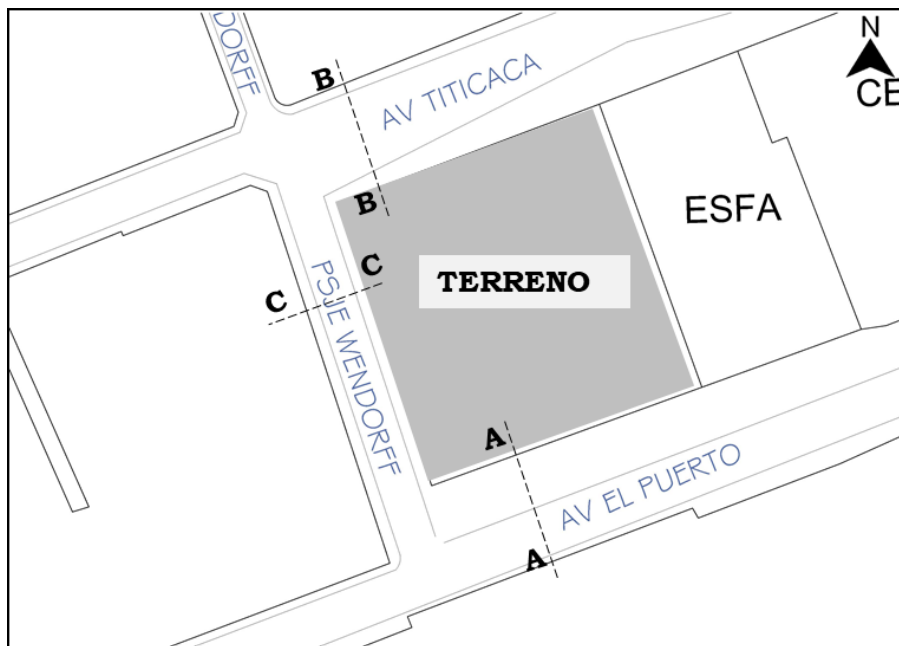 DORFF
N
CE
B
AV TITICACA
B
ESFA
C
C
PSJE WENDORFF
TERRENO
A
AV EL PUERTO
A